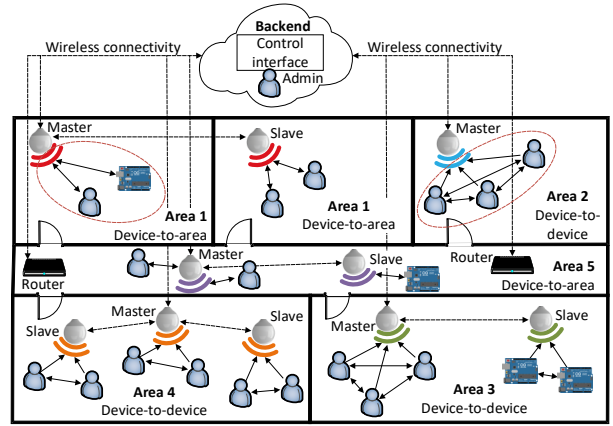 Backend
Wireless connectivity
Control
interface
Wireless connectivity
Admin
Master
Slave
Master
Area 1
Device-to-area
Area 1
Device-to-area
Area 2
Device-to-
device
Router
Master
Slave
Router
Area 5
Device-to-area
Slave
Master
Slave
Area 4
Device-to-device
Master
Slave
Area 3
Device-to-device